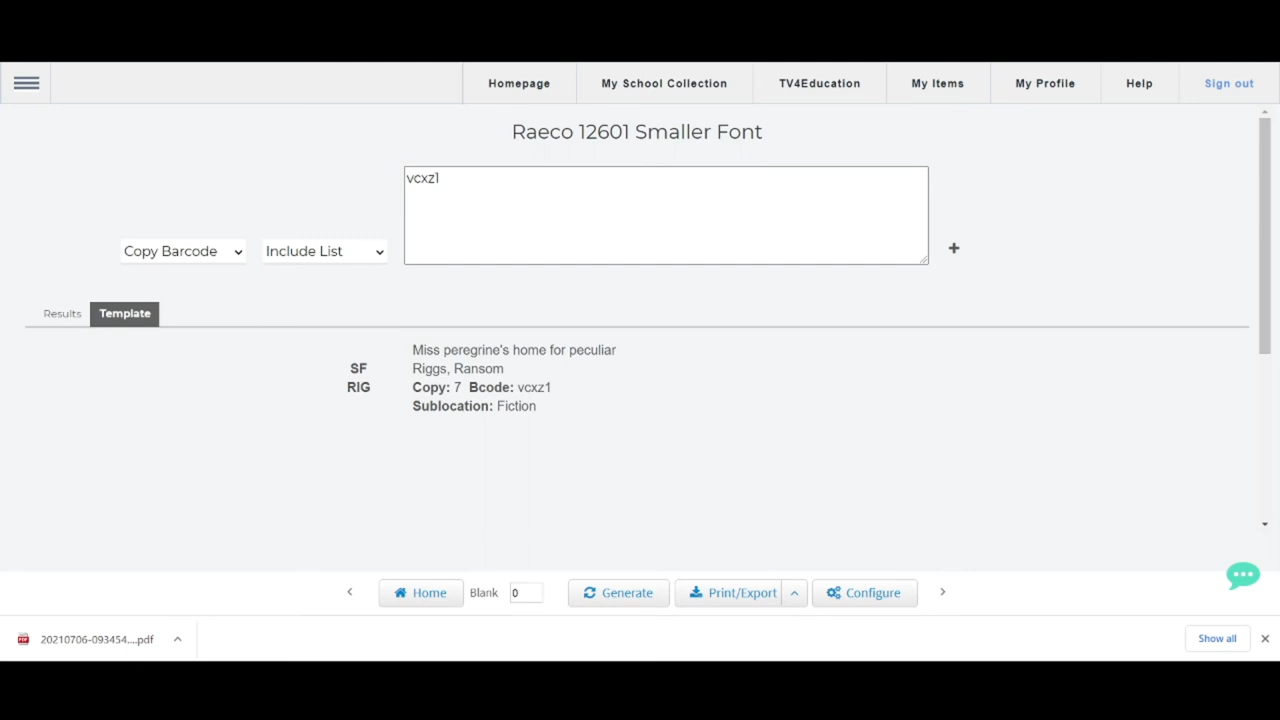 Homepage My School Collection TV4Education My Items My Profile Help Sign out
Raeco 12601 Smaller Font
vcxz1
Copy Barcode Include List +
Results Template
Miss peregrine's home for peculiar
SF Riggs, Ransom
RIG Copy: 7 Bcode: vcxz1
Sublocation: Fiction
Home Blank 0 Generate Print/Export Configure
20210706-093454....pdf Show all